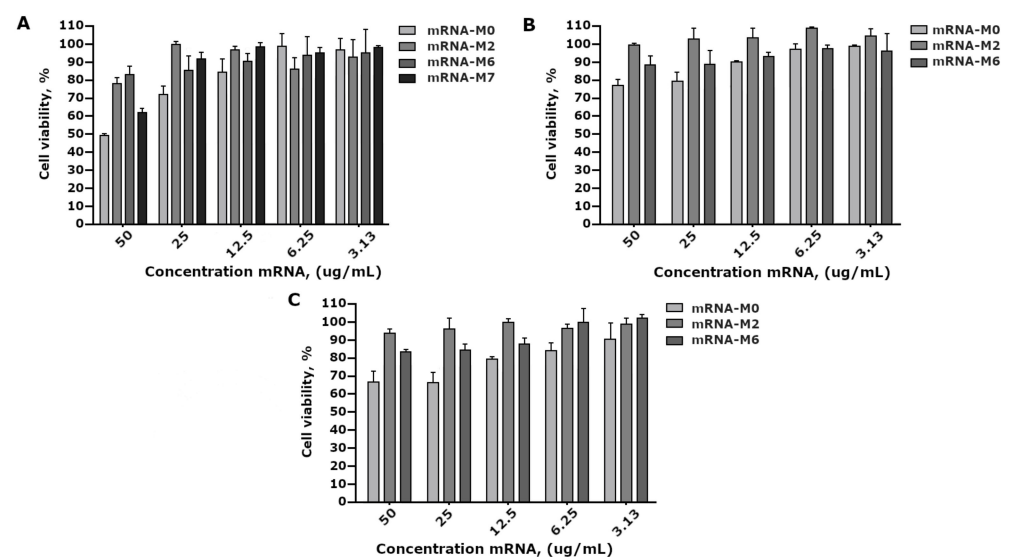 A
Cell viability, %
110
100
90
80
70
60
50
40
30
20
10
0
50
25
12.5
6.25
3.13
Concentration mRNA, (ug/mL)
mRNA-M0
mRNA-M2
mRNA-M6
mRNA-M7
B
Cell viability, %
110
100
90
80
70
60
50
40
30
20
10
0
50
25
12.5
6.25
3.13
Concentration mRNA, (ug/mL)
mRNA-M0
mRNA-M2
mRNA-M6
C
Cell viability, %
110
100
90
80
70
60
50
40
30
20
10
0
50
25
12.5
6.25
3.13
Concentration mRNA, (ug/mL)
mRNA-M0
mRNA-M2
mRNA-M6